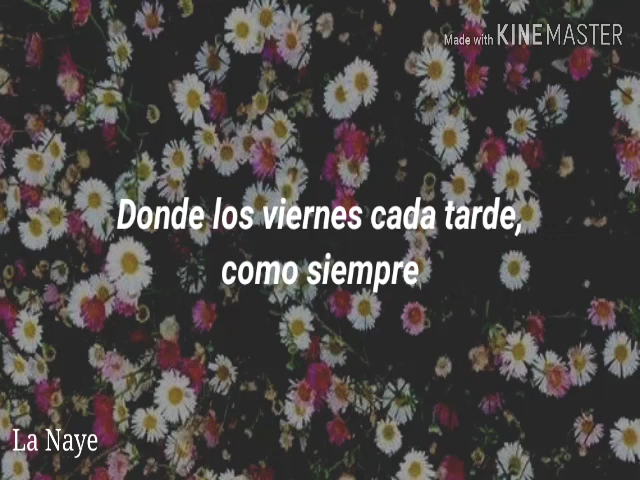 Made with KINEMASTER
Donde los viernes cada tarde,
como siempre
La Naye